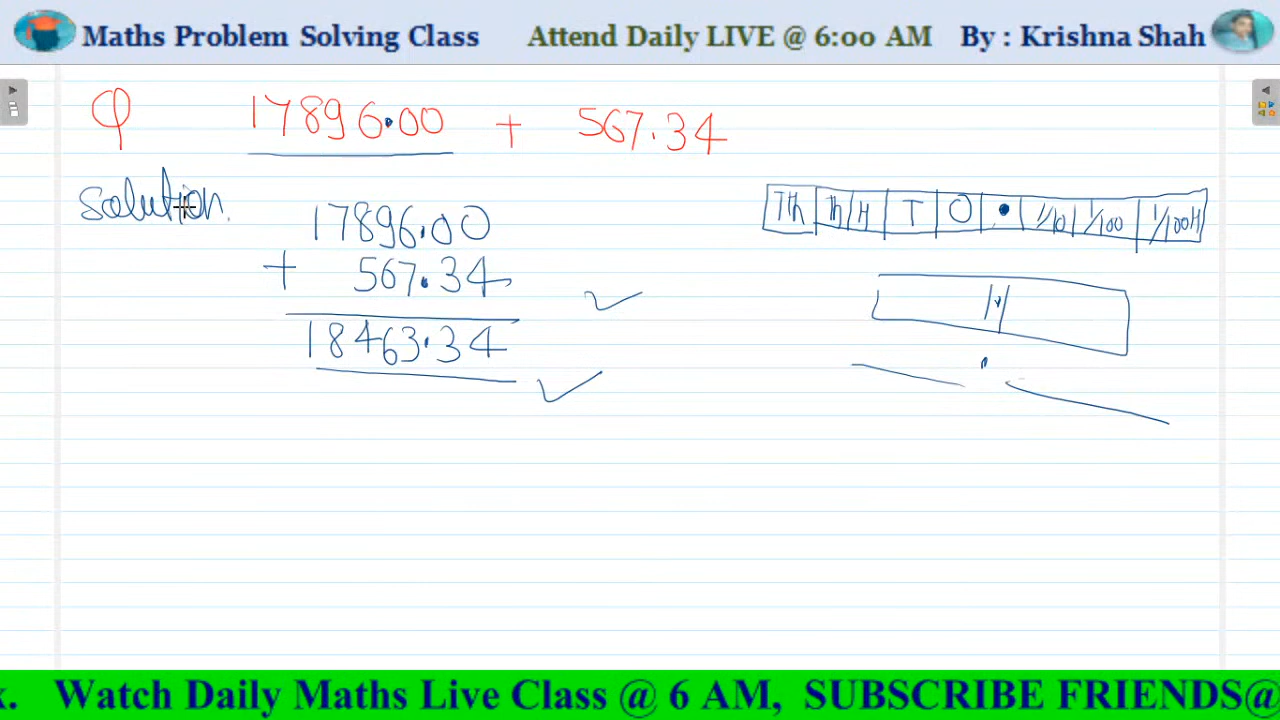 Maths Problem Solving Class Attend Daily LIVE @ 6:00 AM By : Krishna Shah
Q 17896.00 + 567.34
Solution.
17896.00
+ 567.34
18463.34
TTh Th H T O • 1/10 1/100 1/100H
x. Watch Daily Maths Live Class @ 6 AM, SUBSCRIBE FRIENDS@